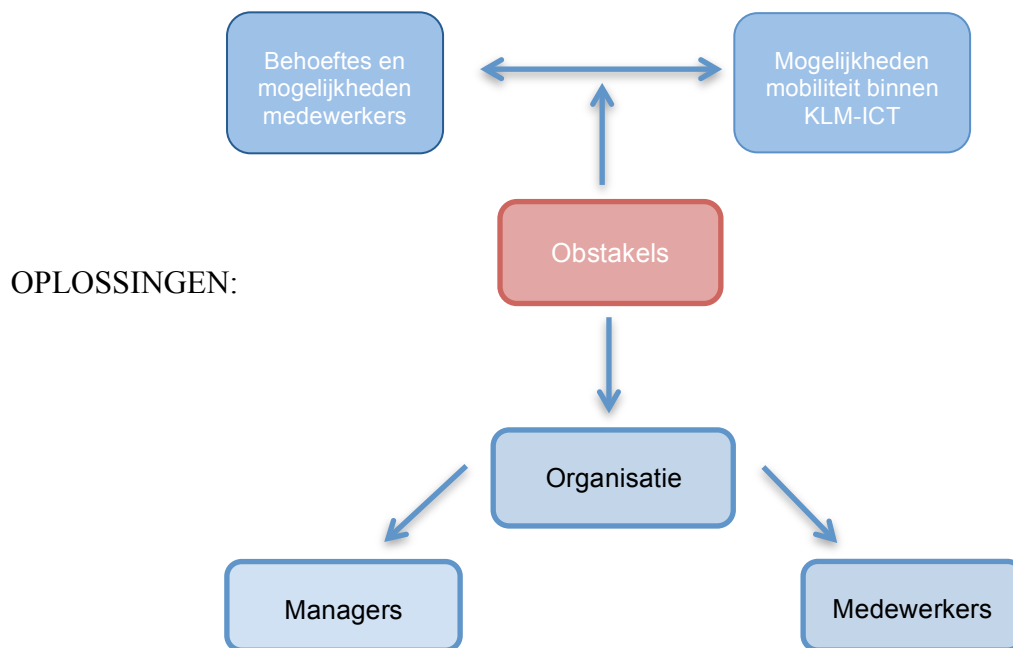 Behoeftes en
mogelijkheden
medewerkers
Mogelijkheden
mobiliteit binnen
KLM-ICT
Obstakels
OPLOSSINGEN:
Organisatie
Managers
Medewerkers